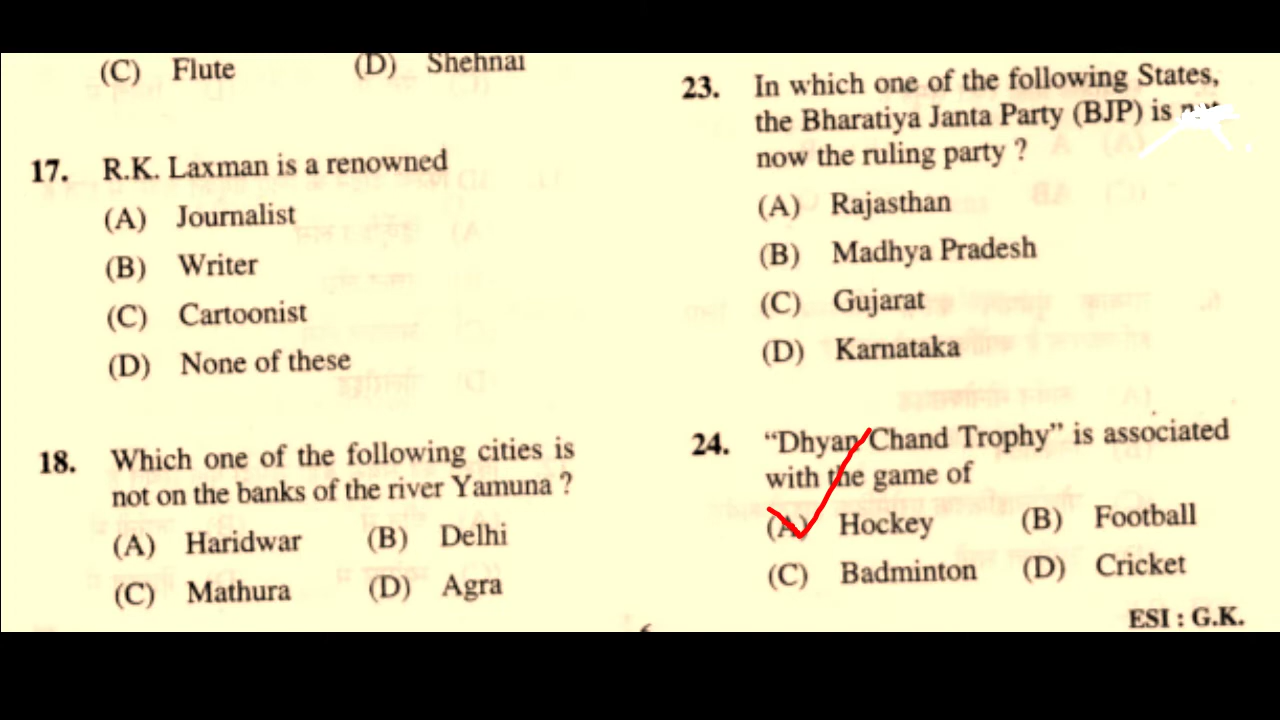 (C) Flute (D) Shehnai
17. R.K. Laxman is a renowned
(A) Journalist
(B) Writer
(C) Cartoonist
(D) None of these
18. Which one of the following cities is
not on the banks of the river Yamuna ?
(A) Haridwar (B) Delhi
(C) Mathura (D) Agra
23. In which one of the following States,
the Bharatiya Janta Party (BJP) is
now the ruling party ?
(A) Rajasthan
(B) Madhya Pradesh
(C) Gujarat
(D) Karnataka
24. “Dhyan Chand Trophy” is associated
with the game of
(A) Hockey (B) Football
(C) Badminton (D) Cricket
ESI : G.K.